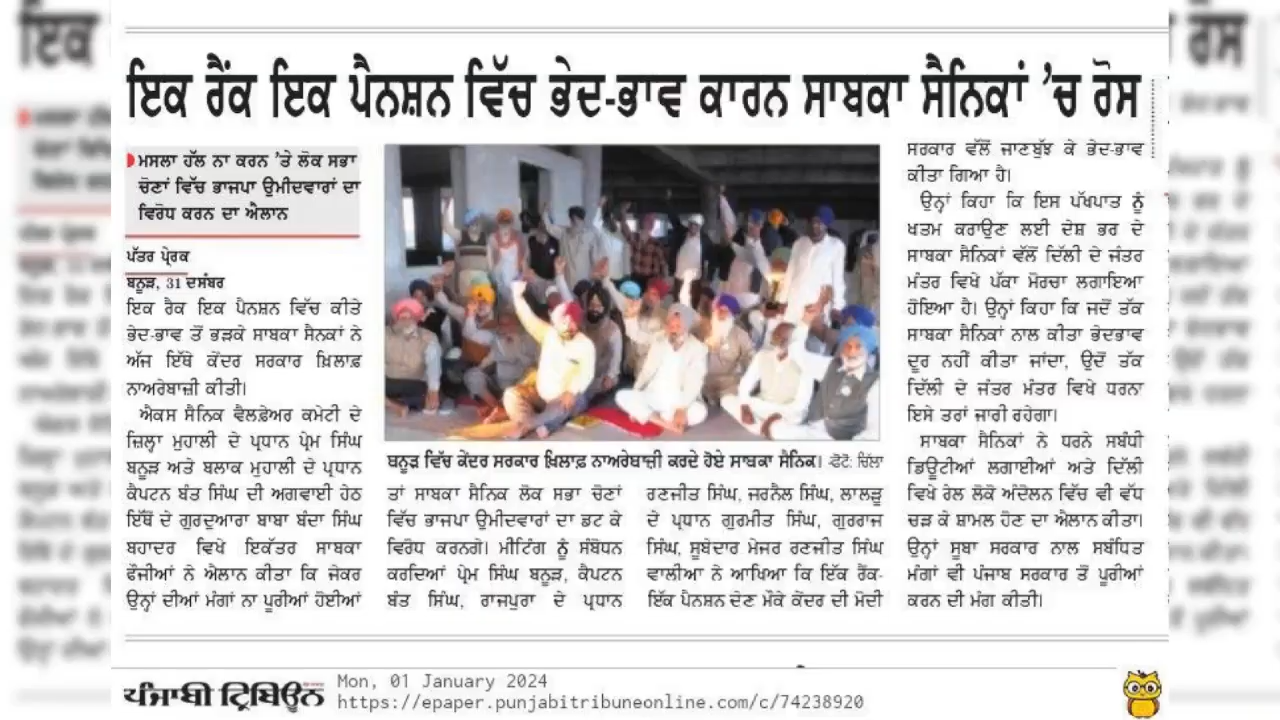 ਇਕ ਰੈਂਕ ਇਕ ਪੈਨਸ਼ਨ ਵਿੱਚ ਭੇਦ-ਭਾਵ ਕਾਰਨ ਸਾਬਕਾ ਸੈਨਿਕਾਂ ’ਚ ਰੋਸ
ਮਸਲਾ ਹੱਲ ਨਾ ਕਰਨ ’ਤੇ ਲੋਕ ਸਭਾ
ਚੋਣਾਂ ਵਿੱਚ ਭਾਜਪਾ ਉਮੀਦਵਾਰਾਂ ਦਾ
ਵਿਰੋਧ ਕਰਨ ਦਾ ਐਲਾਨ
ਪੱਤਰ ਪ੍ਰੇਰਕ
ਬਨੂੜ, 31 ਦਸੰਬਰ
ਇਕ ਰੈਕ ਇਕ ਪੈਨਸ਼ਨ ਵਿੱਚ ਕੀਤੇ
ਭੇਦ-ਭਾਵ ਤੋਂ ਭੜਕੇ ਸਾਬਕਾ ਸੈਨਕਾਂ ਨੇ
ਅੱਜ ਇੱਥੇ ਕੇਂਦਰ ਸਰਕਾਰ ਖ਼ਿਲਾਫ਼
ਨਾਅਰੇਬਾਜ਼ੀ ਕੀਤੀ।
ਐਕਸ ਸੈਨਿਕ ਵੈਲਫ਼ੇਅਰ ਕਮੇਟੀ ਦੇ
ਜ਼ਿਲ੍ਹਾ ਮੁਹਾਲੀ ਦੇ ਪ੍ਰਧਾਨ ਪ੍ਰੇਮ ਸਿੰਘ
ਬਨੂੜ ਅਤੇ ਬਲਾਕ ਮੁਹਾਲੀ ਦੇ ਪ੍ਰਧਾਨ
ਕੈਪਟਨ ਬੰਤ ਸਿੰਘ ਦੀ ਅਗਵਾਈ ਹੇਠ
ਇੱਥੋਂ ਦੇ ਗੁਰਦੁਆਰਾ ਬਾਬਾ ਬੰਦਾ ਸਿੰਘ
ਬਹਾਦਰ ਵਿਖੇ ਇਕੱਤਰ ਸਾਬਕਾ
ਫੌਜੀਆਂ ਨੇ ਐਲਾਨ ਕੀਤਾ ਕਿ ਜੇਕਰ
ਉਨ੍ਹਾਂ ਦੀਆਂ ਮੰਗਾਂ ਨਾ ਪੂਰੀਆਂ ਹੋਈਆਂ
ਬਨੂੜ ਵਿੱਚ ਕੇਂਦਰ ਸਰਕਾਰ ਖ਼ਿਲਾਫ਼ ਨਾਅਰੇਬਾਜ਼ੀ ਕਰਦੇ ਹੋਏ ਸਾਬਕਾ ਸੈਨਿਕ। -ਫੋਟੋ: ਚਿੱਲਾ
ਤਾਂ ਸਾਬਕਾ ਸੈਨਿਕ ਲੋਕ ਸਭਾ ਚੋਣਾਂ
ਵਿੱਚ ਭਾਜਪਾ ਉਮੀਦਵਾਰਾਂ ਦਾ ਡਟ ਕੇ
ਵਿਰੋਧ ਕਰਨਗੇ। ਮੀਟਿੰਗ ਨੂੰ ਸੰਬੋਧਨ
ਕਰਦਿਆਂ ਪ੍ਰੇਮ ਸਿੰਘ ਬਨੂੜ, ਕੈਪਟਨ
ਬੰਤ ਸਿੰਘ, ਰਾਜਪੁਰਾ ਦੇ ਪ੍ਰਧਾਨ
ਰਣਜੀਤ ਸਿੰਘ, ਜਰਨੈਲ ਸਿੰਘ, ਲਾਲੜੂ
ਦੇ ਪ੍ਰਧਾਨ ਗੁਰਮੀਤ ਸਿੰਘ, ਗੁਰਰਾਜ
ਸਿੰਘ, ਸੂਬੇਦਾਰ ਮੇਜਰ ਰਣਜੀਤ ਸਿੰਘ
ਵਾਲੀਆ ਨੇ ਆਖਿਆ ਕਿ ਇੱਕ ਰੈਂਕ-
ਇੱਕ ਪੈਨਸ਼ਨ ਦੇਣ ਮੌਕੇ ਕੇਂਦਰ ਦੀ ਮੋਦੀ
ਸਰਕਾਰ ਵੱਲੋਂ ਜਾਣਬੁੱਝ ਕੇ ਭੇਦ-ਭਾਵ
ਕੀਤਾ ਗਿਆ ਹੈ।
ਉਨ੍ਹਾਂ ਕਿਹਾ ਕਿ ਇਸ ਪੱਖਪਾਤ ਨੂੰ
ਖਤਮ ਕਰਾਉਣ ਲਈ ਦੇਸ਼ ਭਰ ਦੇ
ਸਾਬਕਾ ਸੈਨਿਕਾਂ ਵੱਲੋਂ ਦਿੱਲੀ ਦੇ ਜੰਤਰ
ਮੰਤਰ ਵਿਖੇ ਪੱਕਾ ਮੋਰਚਾ ਲਗਾਇਆ
ਹੋਇਆ ਹੈ। ਉਨ੍ਹਾਂ ਕਿਹਾ ਕਿ ਜਦੋਂ ਤੱਕ
ਸਾਬਕਾ ਸੈਨਿਕਾਂ ਨਾਲ ਕੀਤਾ ਭੇਦਭਾਵ
ਦੂਰ ਨਹੀਂ ਕੀਤਾ ਜਾਂਦਾ, ਉਦੋਂ ਤੱਕ
ਦਿੱਲੀ ਦੇ ਜੰਤਰ ਮੰਤਰ ਵਿਖੇ ਧਰਨਾ
ਇਸੇ ਤਰਾਂ ਜਾਰੀ ਰਹੇਗਾ।
ਸਾਬਕਾ ਸੈਨਿਕਾਂ ਨੇ ਧਰਨੇ ਸਬੰਧੀ
ਡਿਊਟੀਆਂ ਲਗਾਈਆਂ ਅਤੇ ਦਿੱਲੀ
ਵਿਖੇ ਰੇਲ ਲੋਕੋ ਅੰਦੋਲਨ ਵਿੱਚ ਵੀ ਵੱਧ
ਚੜ ਕੇ ਸ਼ਾਮਲ ਹੋਣ ਦਾ ਐਲਾਨ ਕੀਤਾ।
ਉਨ੍ਹਾਂ ਸੂਬਾ ਸਰਕਾਰ ਨਾਲ ਸਬੰਧਿਤ
ਮੰਗਾਂ ਵੀ ਪੰਜਾਬ ਸਰਕਾਰ ਤੋਂ ਪੂਰੀਆਂ
ਕਰਨ ਦੀ ਮੰਗ ਕੀਤੀ।
ਪੰਜਾਬੀ ਟ੍ਰਿਬਿਊਨ
Mon, 01 January 2024
https://epaper.punjabitribuneonline.com/c/74238920